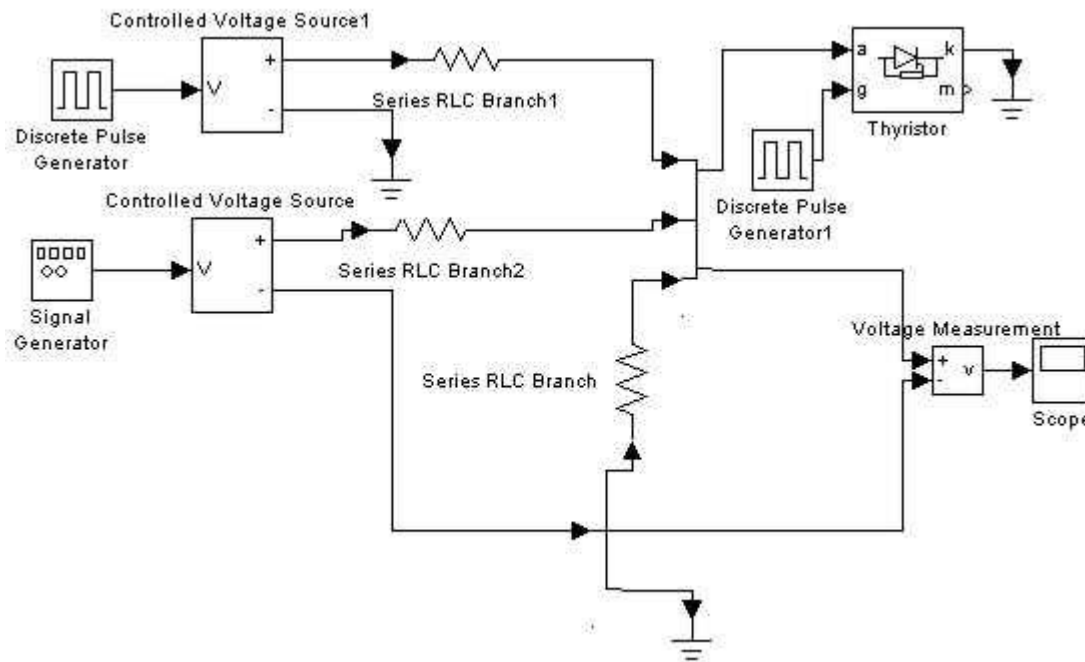 Controlled Voltage Source1
+
V
-
Series RLC Branch1
Discrete Pulse
Generator
a
k
g
m
Thyristor
Discrete Pulse
Generator1
Controlled Voltage Source
+
V
-
Series RLC Branch2
Signal
Generator
Series RLC Branch
Voltage Measurement
+
v
-
Scope